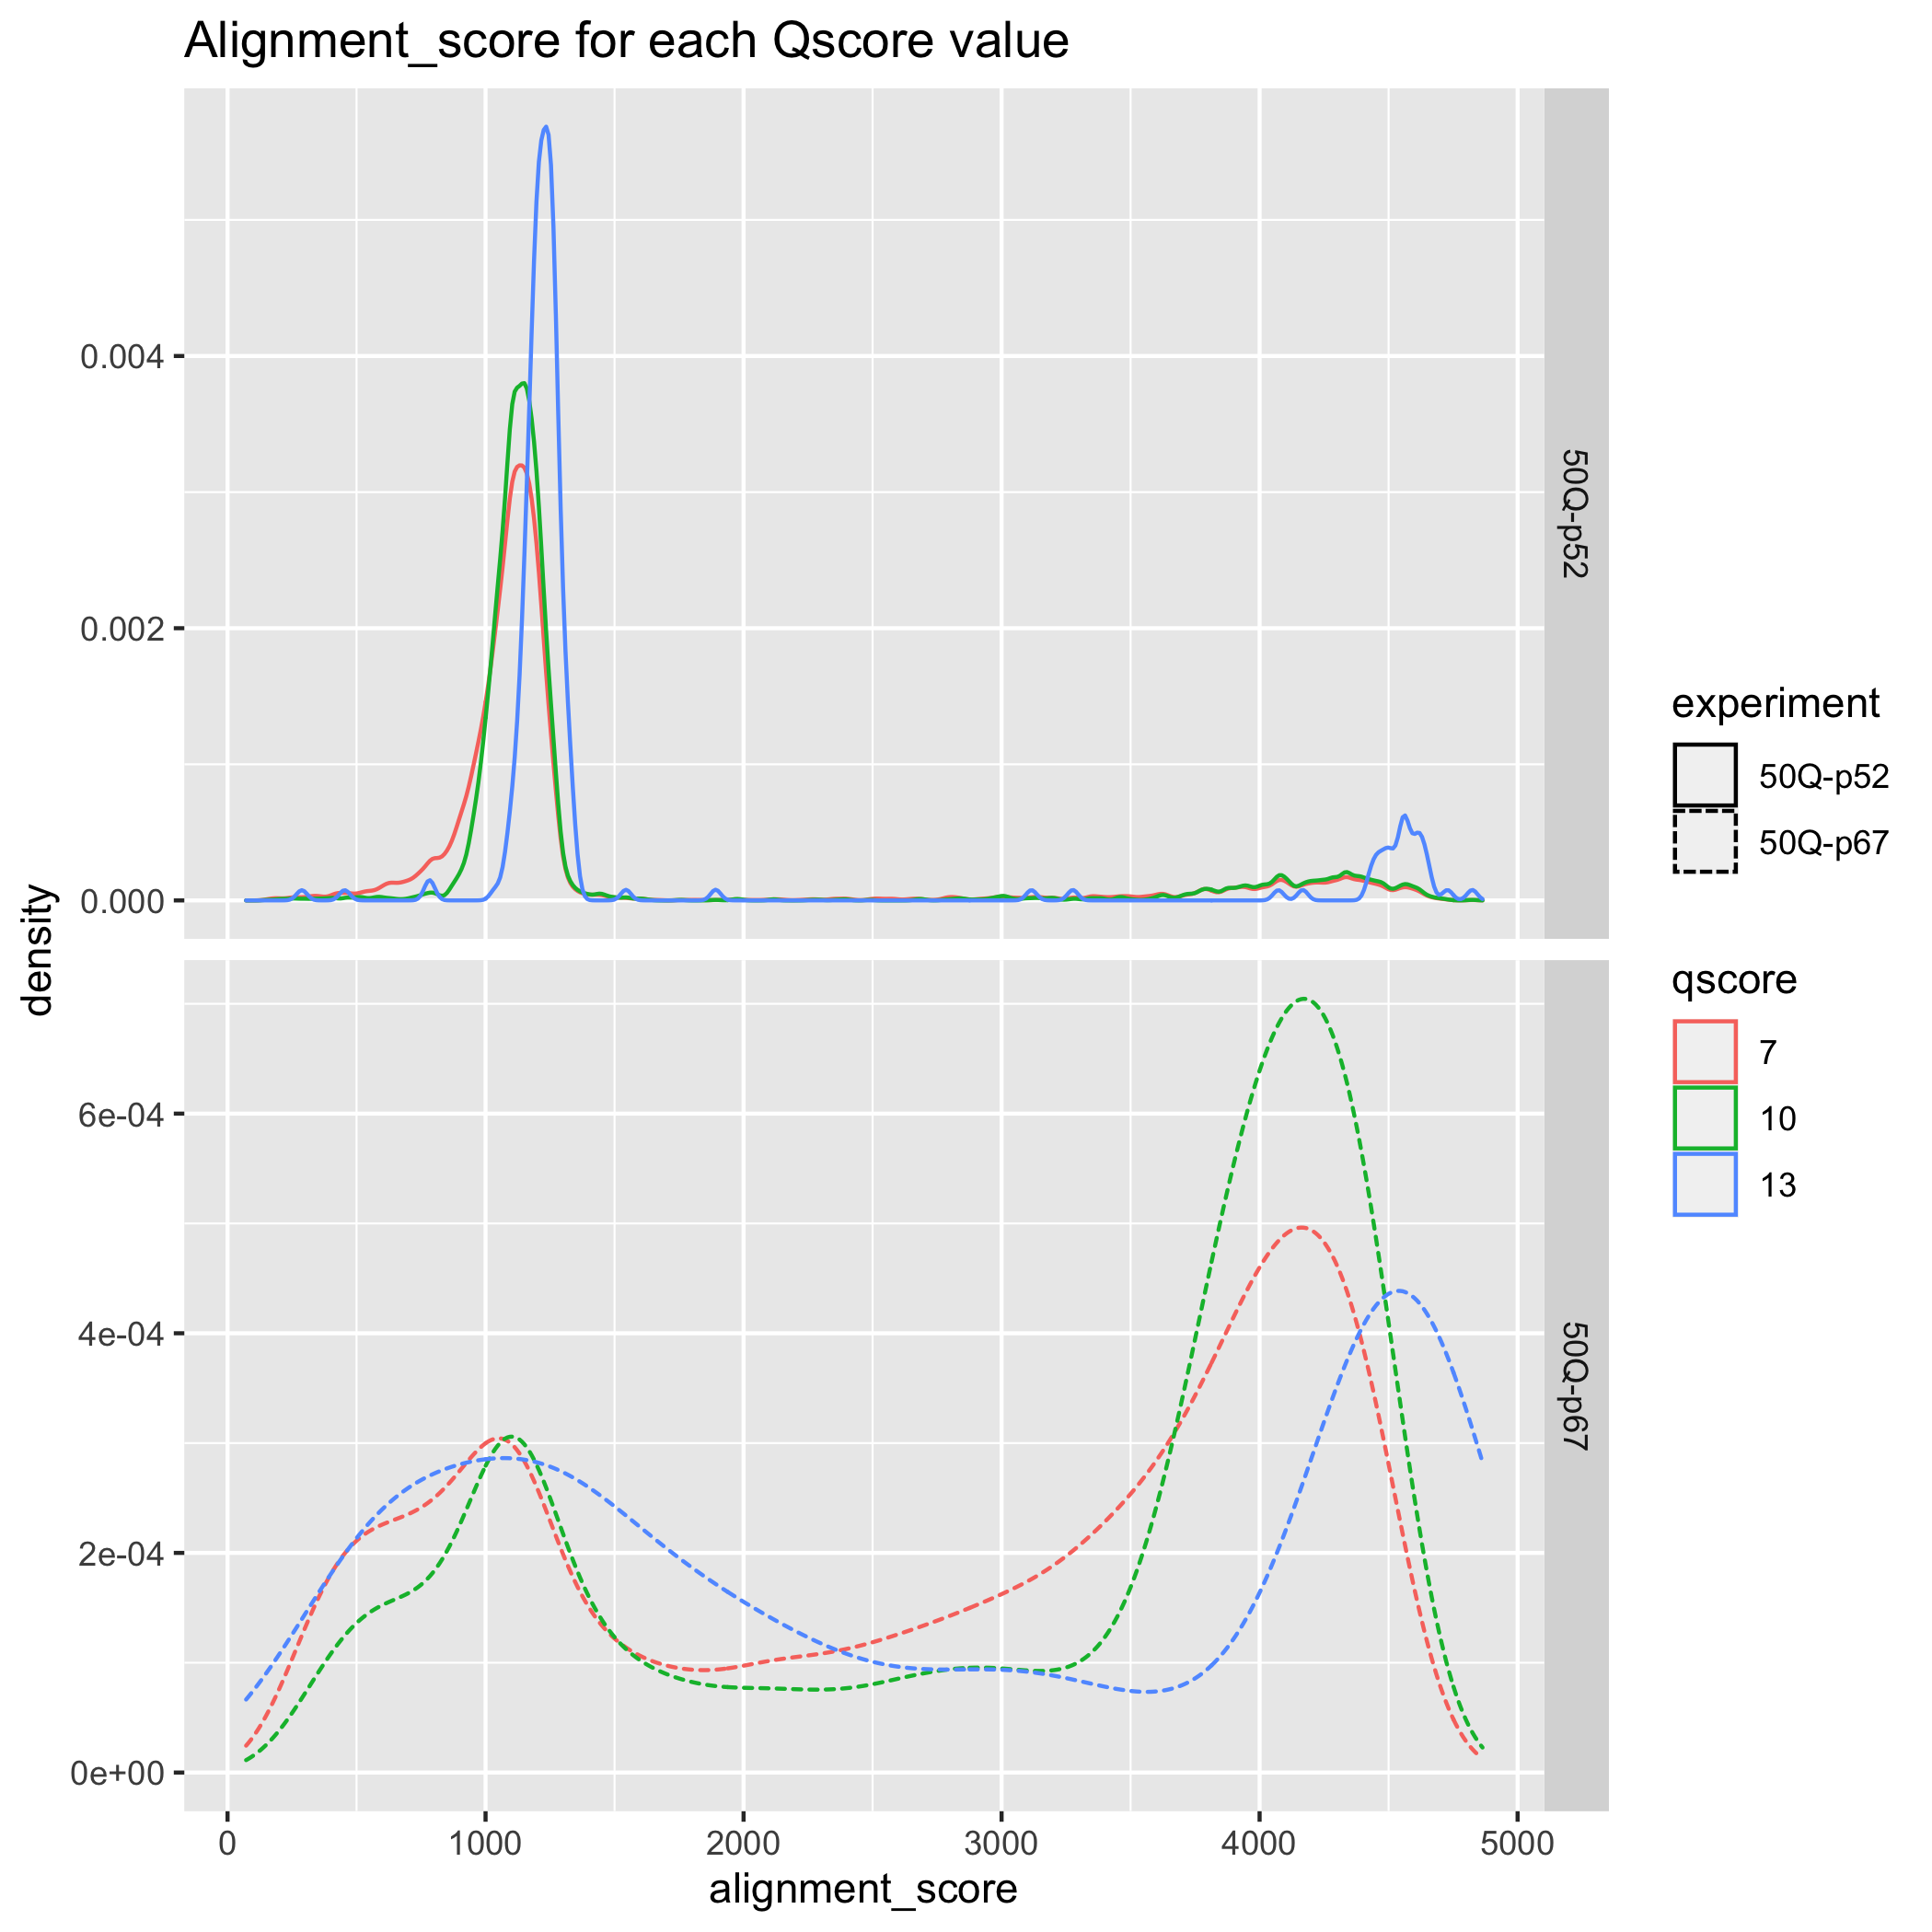 Alignment_score for each Qscore value
density
0.004
0.002
0.000
50Q-p52
6e-04
4e-04
2e-04
0e+00
50Q-p67
0 1000 2000 3000 4000 5000
alignment_score
experiment
50Q-p52
50Q-p67
qscore
7
10
13